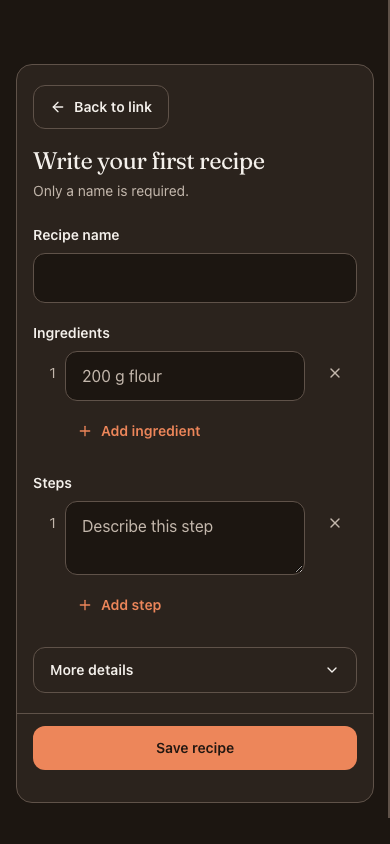 Back to link
Write your first recipe
Only a name is required.
Recipe name
Ingredients
1 200 g flour
Add ingredient
Steps
1 Describe this step
Add step
More details
Save recipe